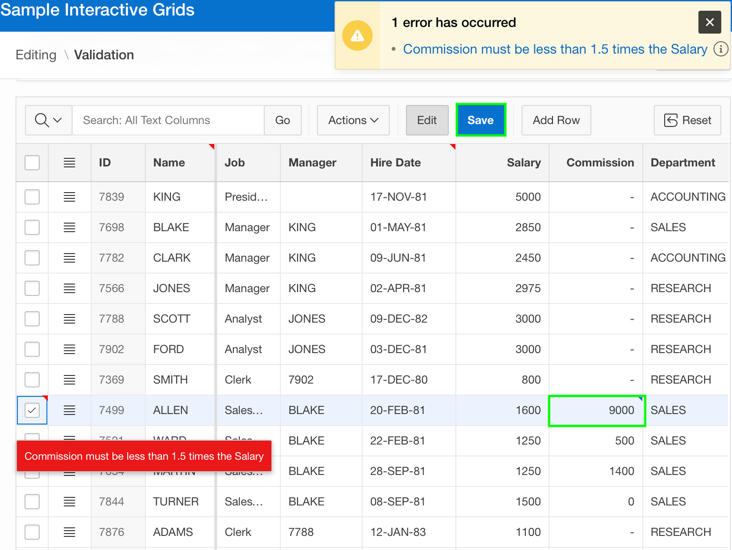 Sample Interactive Grids
1 error has occurred
• Commission must be less than 1.5 times the Salary
Editing \ Validation
Search: All Text Columns Go Actions Edit Save Add Row Reset
ID Name Job Manager Hire Date Salary Commission Department
7839 KING Presid... 17-NOV-81 5000 - ACCOUNTING
7698 BLAKE Manager KING 01-MAY-81 2850 - SALES
7782 CLARK Manager KING 09-JUN-81 2450 - ACCOUNTING
7566 JONES Manager KING 02-APR-81 2975 - RESEARCH
7788 SCOTT Analyst JONES 09-DEC-82 3000 - RESEARCH
7902 FORD Analyst JONES 03-DEC-81 3000 - RESEARCH
7369 SMITH Clerk 7902 17-DEC-80 800 - RESEARCH
7499 ALLEN Sales... BLAKE 20-FEB-81 1600 9000 SALES
BLAKE 22-FEB-81 1250 500 SALES
Commission must be less than 1.5 times the Salary
BLAKE 28-SEP-81 1250 1400 SALES
7844 TURNER Sales... BLAKE 08-SEP-81 1500 0 SALES
7876 ADAMS Clerk 7788 12-JAN-83 1100 - RESEARCH